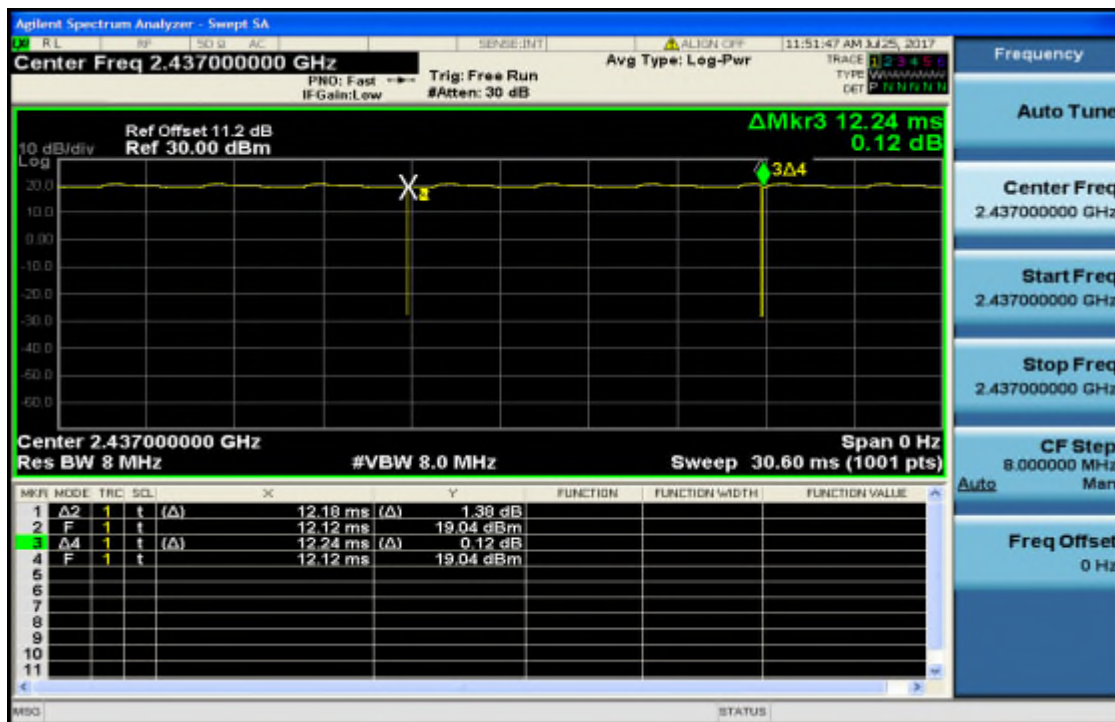 Agilent Spectrum Analyzer - Swept SA
RL RF 50 Ω AC SENSE:INT ALIGN OFF 11:51:47 AM Jul 25, 2017
Center Freq 2.437000000 GHz
PNO: Fast
IFGain:Low
Trig: Free Run
#Atten: 30 dB
Avg Type: Log-Pwr
TRACE 1 2 3 4 5 6
TYPE
DET P N N N N N
Ref Offset 11.2 dB
10 dB/div Ref 30.00 dBm
Log
ΔMkr3 12.24 ms
0.12 dB
20.0
10.0
0.00
-10.0
-20.0
-30.0
-40.0
-50.0
-60.0
3Δ4
Center 2.437000000 GHz Span 0 Hz
Res BW 8 MHz #VBW 8.0 MHz Sweep 30.60 ms (1001 pts)
MKR MODE TRC SCL X Y FUNCTION FUNCTION WIDTH FUNCTION VALUE
1 Δ2 1 t (Δ) 12.18 ms (Δ) 1.38 dB
2 F 1 t 12.12 ms 19.04 dBm
3 Δ4 1 t (Δ) 12.24 ms (Δ) 0.12 dB
4 F 1 t 12.12 ms 19.04 dBm
5
6
7
8
9
10
11
MSG STATUS
Frequency
Auto Tune
Center Freq
2.437000000 GHz
Start Freq
2.437000000 GHz
Stop Freq
2.437000000 GHz
CF Step
8.000000 MHz
Auto Man
Freq Offset
0 Hz